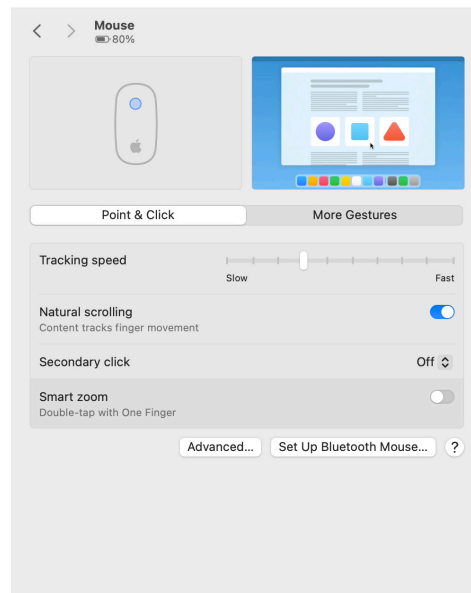 Mouse
80%
Point & Click
More Gestures
Tracking speed
Slow
Fast
Natural scrolling
Content tracks finger movement
Secondary click
Off
Smart zoom
Double-tap with One Finger
Advanced...
Set Up Bluetooth Mouse...
?